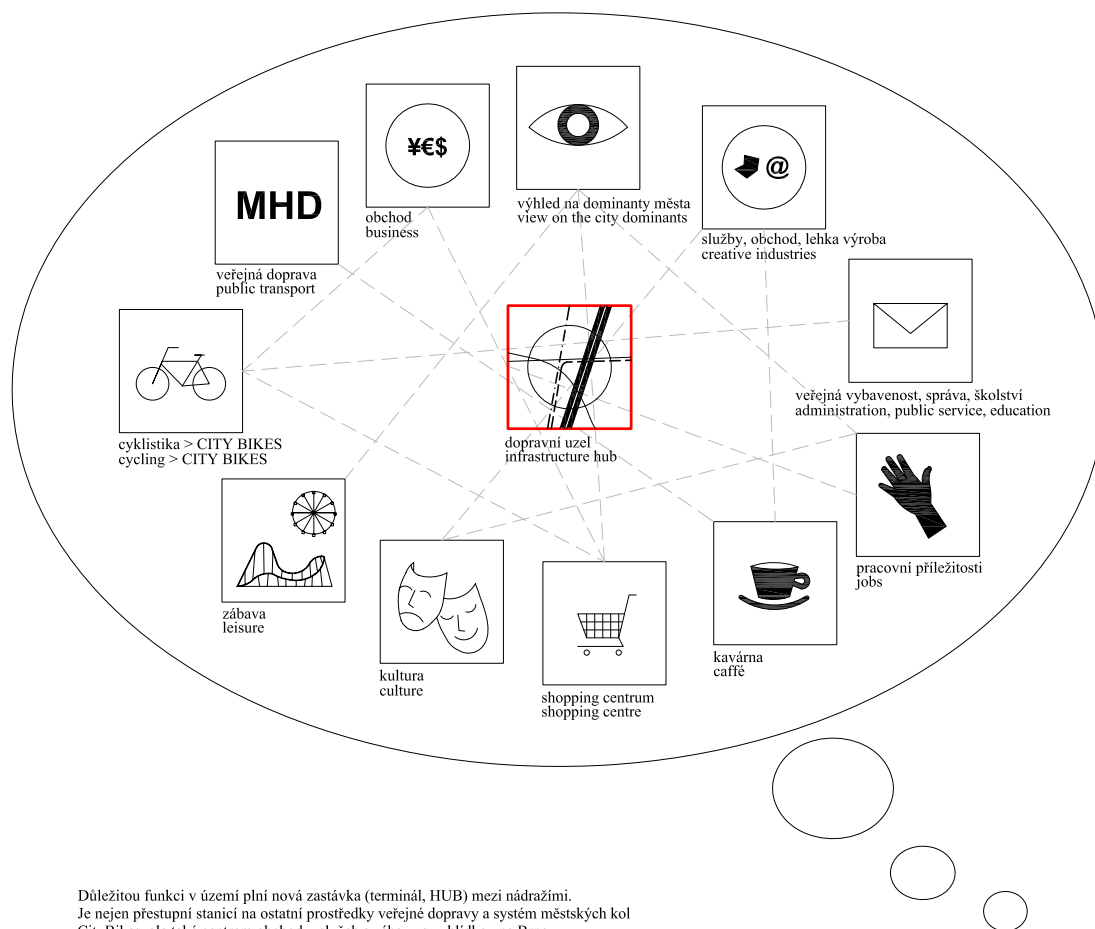 ¥€$
MHD
@
výhled na dominanty města
view on the city dominants
obchod
business
služby, obchod, lehka výroba
creative industries
veřejná doprava
public transport
veřejná vybavenost, správa, školství
administration, public service, education
cyklistika > CITY BIKES
cycling > CITY BIKES
dopravní uzel
infrastructure hub
pracovní příležitosti
jobs
zábava
leisure
kultura
culture
shopping centrum
shopping centre
kavárna
caffé
Důležitou funkci v území plní nová zastávka (terminál, HUB) mezi nádražími.
Je nejen přestupní stanicí na ostatní prostředky veřejné dopravy a systém městských kol